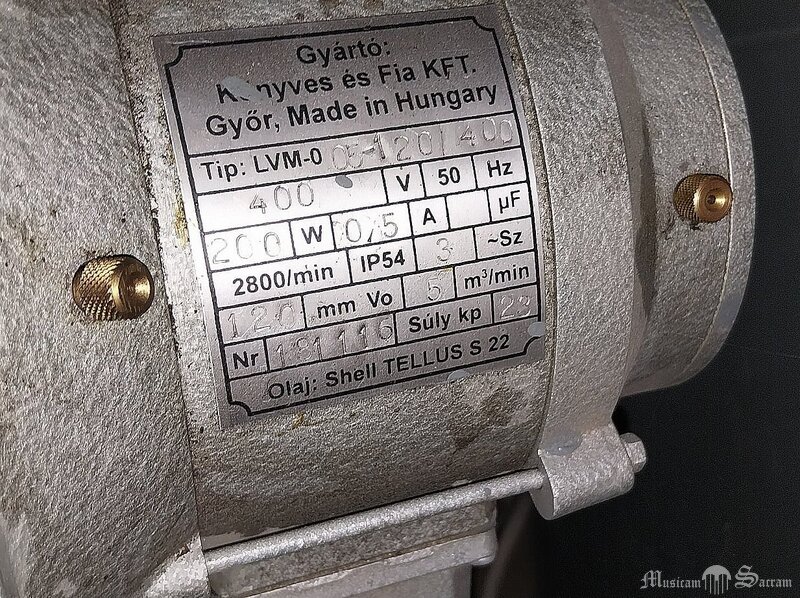 Gyártó:
Könyves és Fia KFT.
Győr, Made in Hungary
Tip: LVM-0 05-120/400
400 V 50 Hz
200 W 0,5 A µF
2800/min IP54 3 ~Sz
120 mm Vo 5 m³/min
Nr 181116 Súly kp 23
Olaj: Shell TELLUS S 22
Musicam Sacram